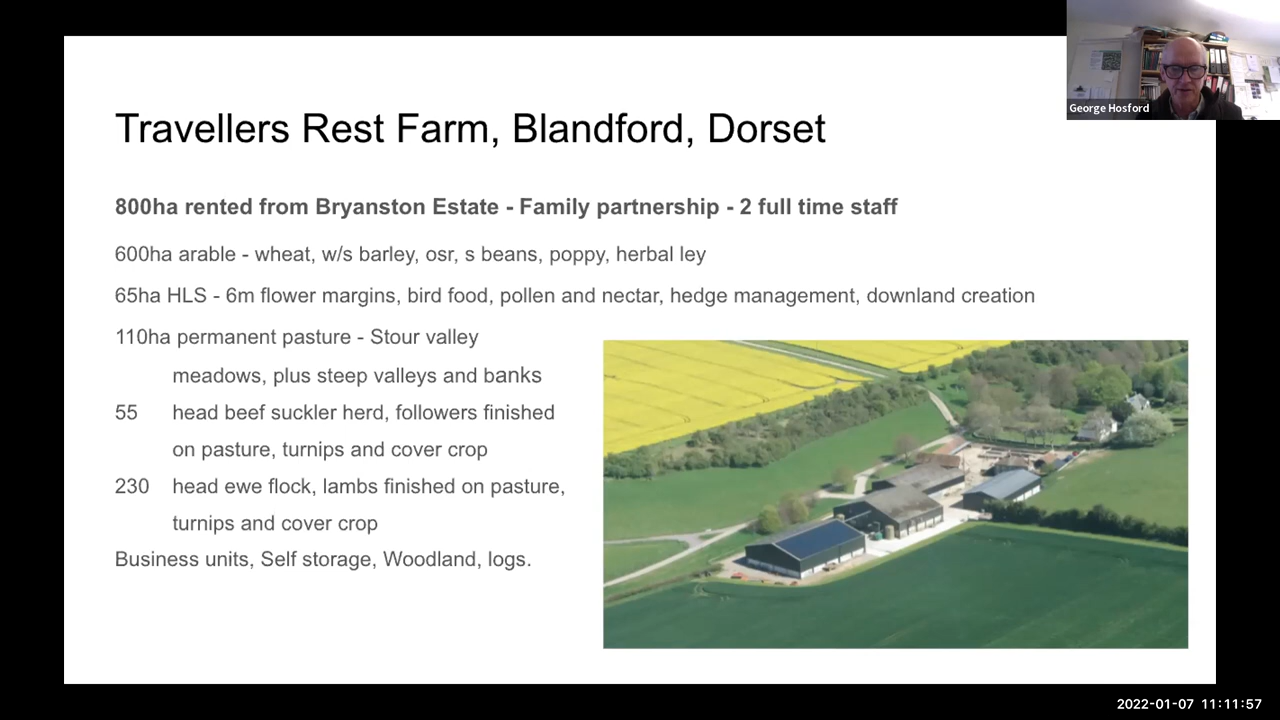 George Hosford
Travellers Rest Farm, Blandford, Dorset
800ha rented from Bryanston Estate - Family partnership - 2 full time staff
600ha arable - wheat, w/s barley, osr, s beans, poppy, herbal ley
65ha HLS - 6m flower margins, bird food, pollen and nectar, hedge management, downland creation
110ha permanent pasture - Stour valley
meadows, plus steep valleys and banks
55 head beef suckler herd, followers finished
on pasture, turnips and cover crop
230 head ewe flock, lambs finished on pasture,
turnips and cover crop
Business units, Self storage, Woodland, logs.
2022-01-07 11:11:57